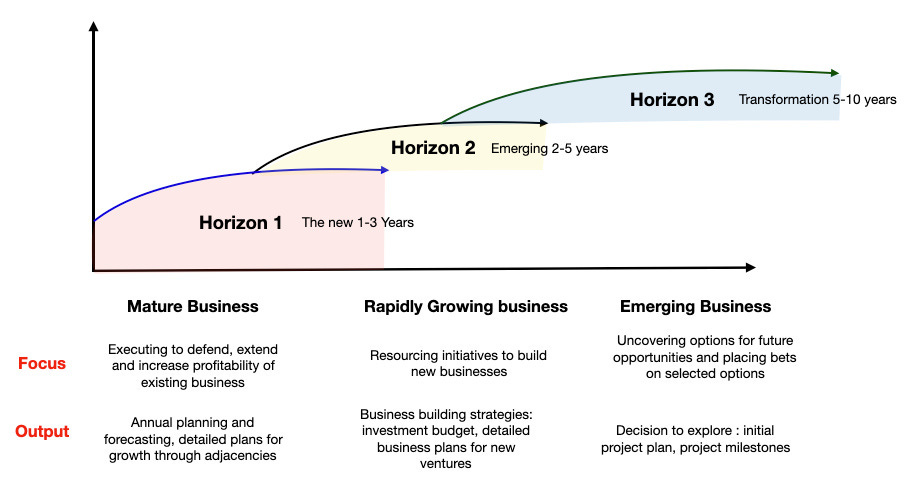 Horizon 3 Transformation 5-10 years
Horizon 2 Emerging 2-5 years
Horizon 1 The new 1-3 Years
Mature Business
Rapidly Growing business
Emerging Business
Focus
Executing to defend, extend
and increase profitability of
existing business
Resourcing initiatives to build
new businesses
Uncovering options for future
opportunities and placing bets
on selected options
Output
Annual planning and
forecasting, detailed plans for
growth through adjacencies
Business building strategies:
investment budget, detailed
business plans for new
ventures
Decision to explore : initial
project plan, project milestones